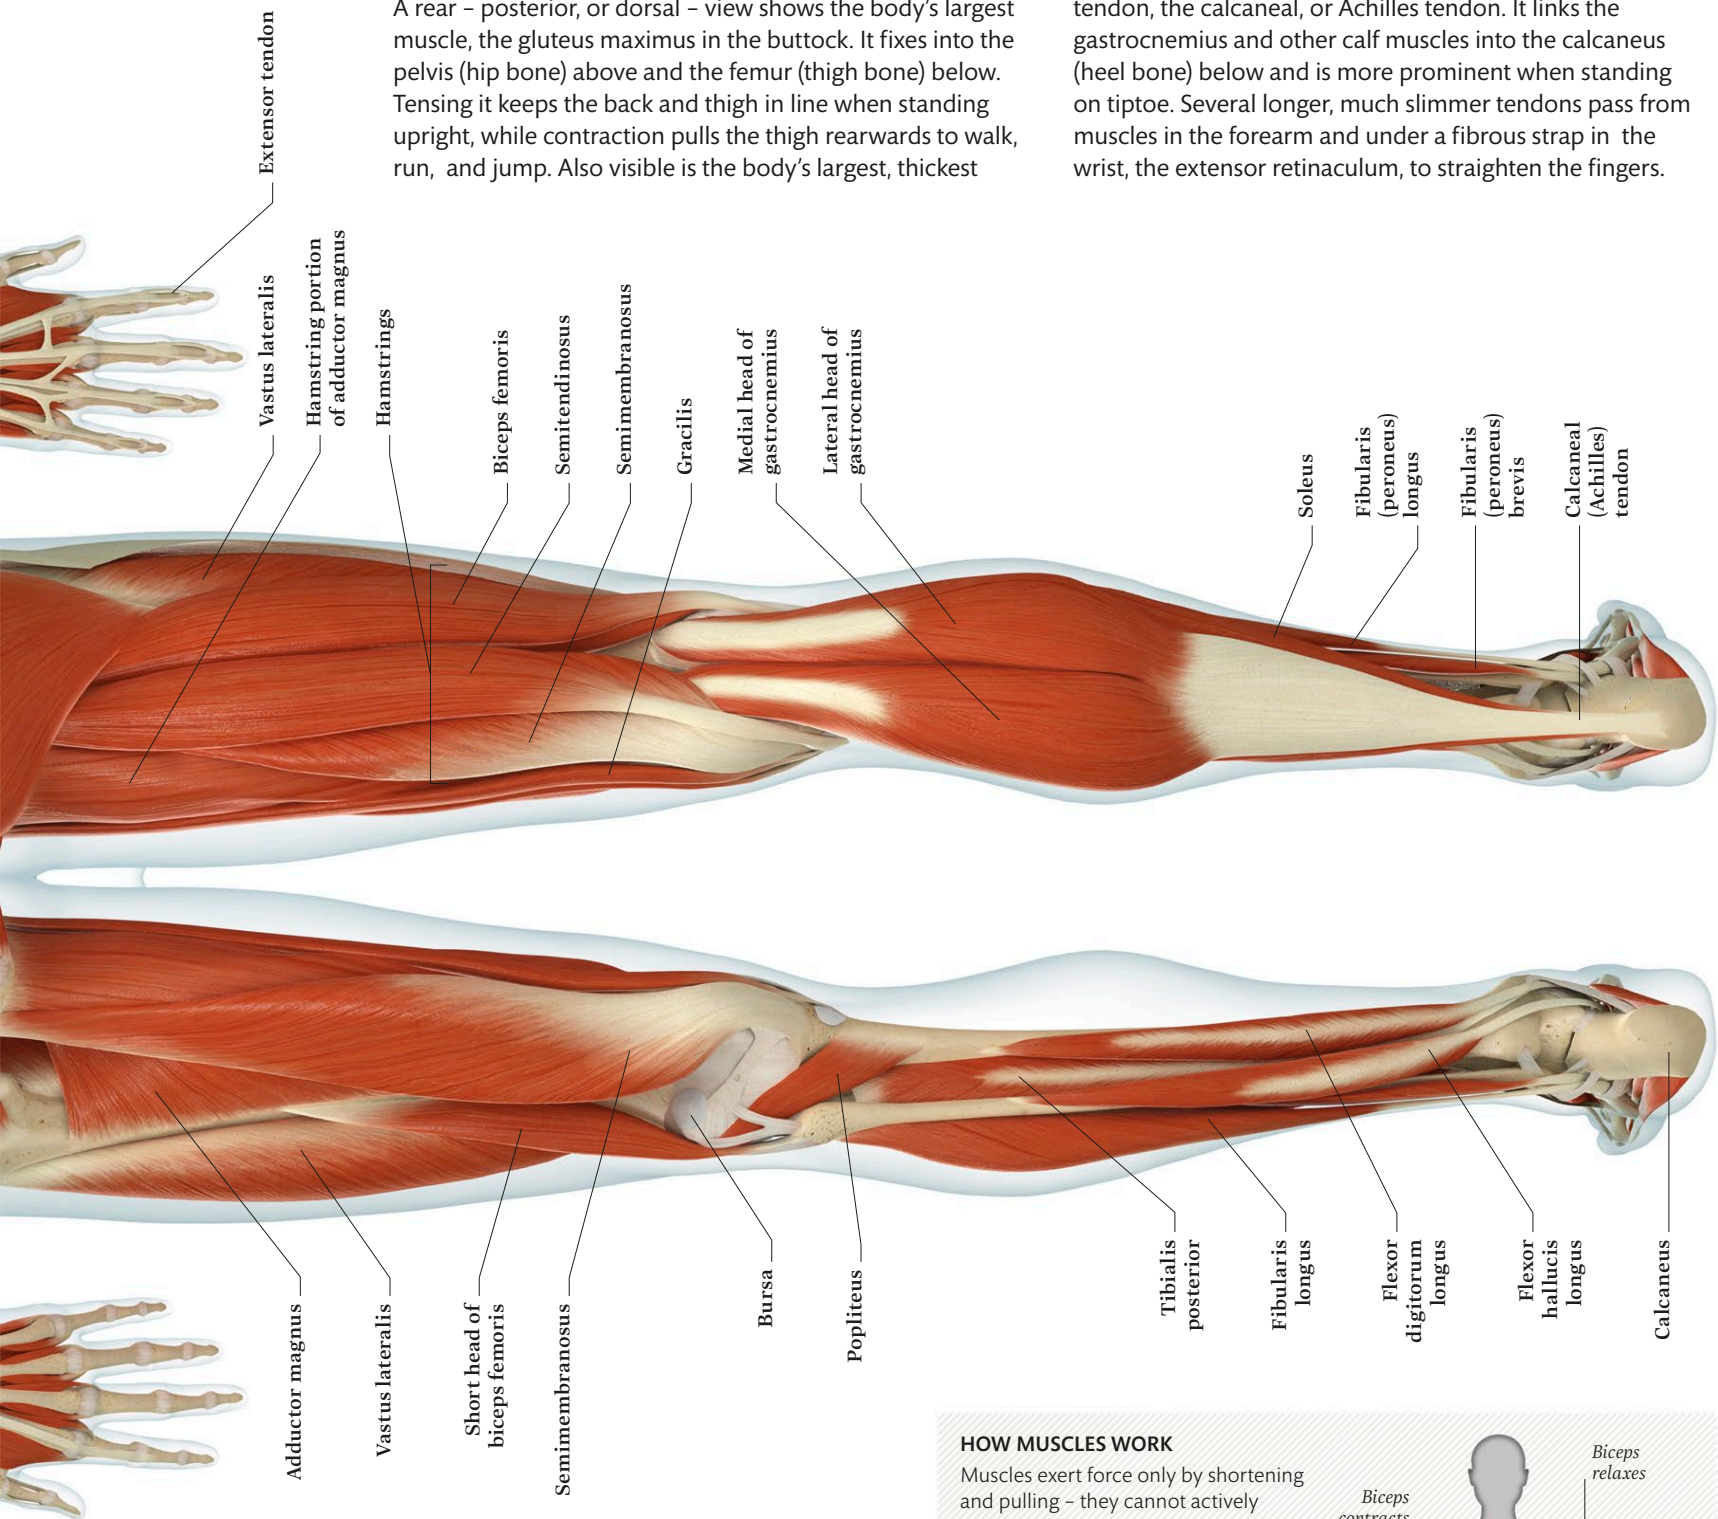 A rear – posterior, or dorsal – view shows the body’s largest
muscle, the gluteus maximus in the buttock. It fixes into the
pelvis (hip bone) above and the femur (thigh bone) below.
Tensing it keeps the back and thigh in line when standing
upright, while contraction pulls the thigh rearwards to walk,
run, and jump. Also visible is the body’s largest, thickest
tendon, the calcaneal, or Achilles tendon. It links the
gastrocnemius and other calf muscles into the calcaneus
(heel bone) below and is more prominent when standing
on tiptoe. Several longer, much slimmer tendons pass from
muscles in the forearm and under a fibrous strap in the
wrist, the extensor retinaculum, to straighten the fingers.
Extensor tendon
Vastus lateralis
Hamstring portion
of adductor magnus
Hamstrings
Biceps femoris
Semitendinosus
Semimembranosus
Gracilis
Medial head of
gastrocnemius
Lateral head of
gastrocnemius
Soleus
Fibularis
(peroneus)
longus
Fibularis
(peroneus)
brevis
Calcaneal
(Achilles)
tendon
Adductor magnus
Vastus lateralis
Short head of
biceps femoris
Semimembranosus
Bursa
Popliteus
Tibialis
posterior
Fibularis
longus
Flexor
digitorum
longus
Flexor
hallucis
longus
Calcaneus
HOW MUSCLES WORK
Muscles exert force only by shortening
and pulling – they cannot actively
Biceps
contracts
Biceps
relaxes